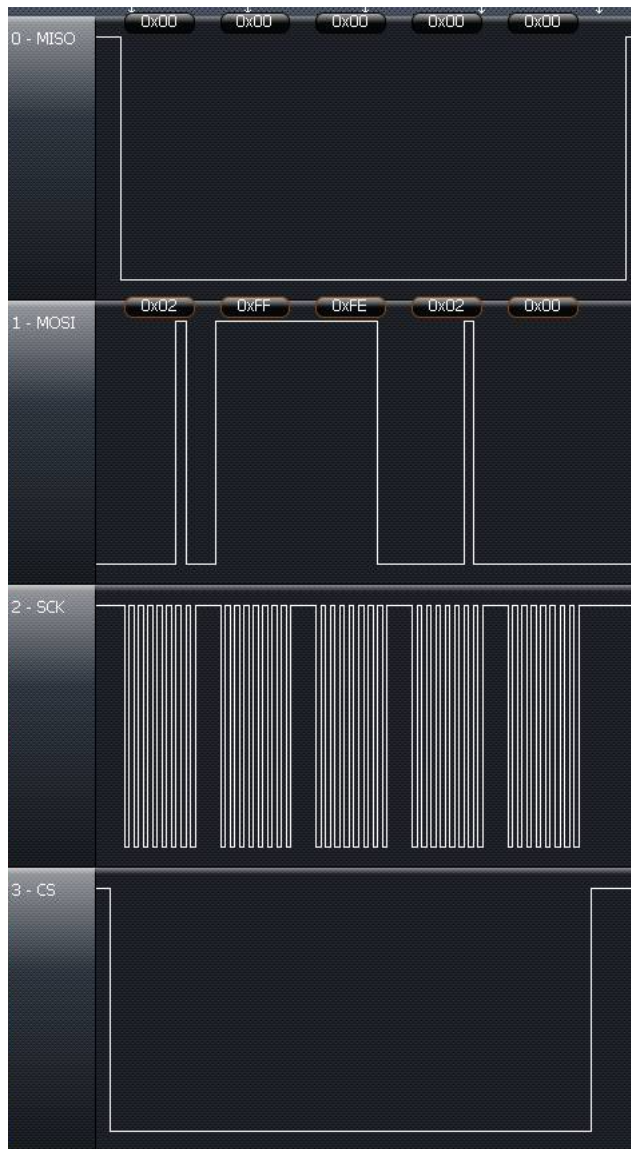 0x00 0x00 0x00 0x00 0x00
0 - MISO
0x02 0xFF 0xFE 0x02 0x00
1 - MOSI
2 - SCK
3 - CS